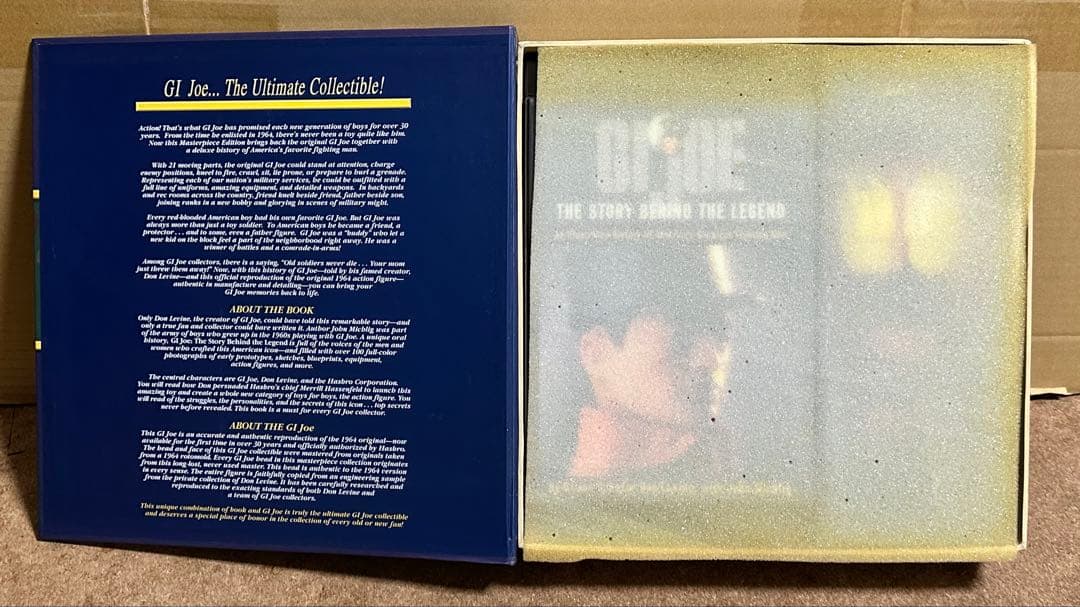 GI Joe... The Ultimate Collectible!
Action! That's what GI Joe has promised each new generation of boys for over 30
years. From the time he enlisted in 1964, there's never been a toy quite like him.
Now this Masterpiece Edition brings back the original GI Joe together with
a deluxe history of America's favorite fighting man.
With 21 moving parts, the original GI Joe could stand at attention, charge
enemy positions, kneel to fire, crawl, sit, lie prone, or prepare to hurl a grenade.
Representing each of our nation's military services, he could be outfitted with a
full line of uniforms, amazing equipment, and detailed weapons. In backyards
and rec rooms across the country, friend knelt beside friend, father beside son,
joining ranks in a new hobby and glorying in scenes of military might.
Every red-blooded American boy had his own favorite GI Joe. But GI Joe was
always more than just a toy soldier. To American boys he became a friend, a
protector... and to some, even a father figure. GI Joe was a "buddy" who let a
new kid on the block feel a part of the neighborhood right away. He was a
winner of battles and a comrade-in-arms!
Among GI Joe collectors, there is a saying, "Old soldiers never die... Your mom
just threw them away!" Now, with this history of GI Joe—told by his famed creator,
Don Levine—and this official reproduction of the original 1964 action figure—
authentic in manufacture and detailing—you can bring your
GI Joe memories back to life.
ABOUT THE BOOK
Only Don Levine, the creator of GI Joe, could have told this remarkable story—and
only a true fan and collector could have written it. Author John Michlig was part
of the army of boys who grew up in the 1960s playing with GI Joe. A unique oral
history, GI Joe: The Story Behind the Legend is full of the voices of the men and
women who crafted this American icon—and filled with over 100 full-color
photographs of early prototypes, sketches, blueprints, equipment,
action figures, and more.
The central characters are GI Joe, Don Levine, and the Hasbro Corporation.
You will read how Don persuaded Hasbro's chief Merrill Hassenfeld to launch this
amazing toy and create a whole new category of toys for boys, the action figure. You
will read of the struggles, the personalities, and the secrets of this icon... top secrets
never before revealed. This book is a must for every GI Joe collector.
ABOUT THE GI Joe
This GI Joe is an accurate and authentic reproduction of the 1964 original—now
available for the first time in over 30 years and officially authorized by Hasbro.
The head and face of this GI Joe collectible were mastered from originals taken
from a 1964 rotomold. Every GI Joe head in this masterpiece collection originates
from this long-lost, never used master. This head is authentic to the 1964 version
in every sense. The entire figure is faithfully copied from an engineering sample
from the private collection of Don Levine. It has been carefully researched and
reproduced to the exacting standards of both Don Levine and
a team of GI Joe collectors.
This unique combination of book and GI Joe is truly the ultimate GI Joe collectible
and deserves a special place of honor in the collection of every old or new fan!
THE STORY BEHIND THE LEGEND